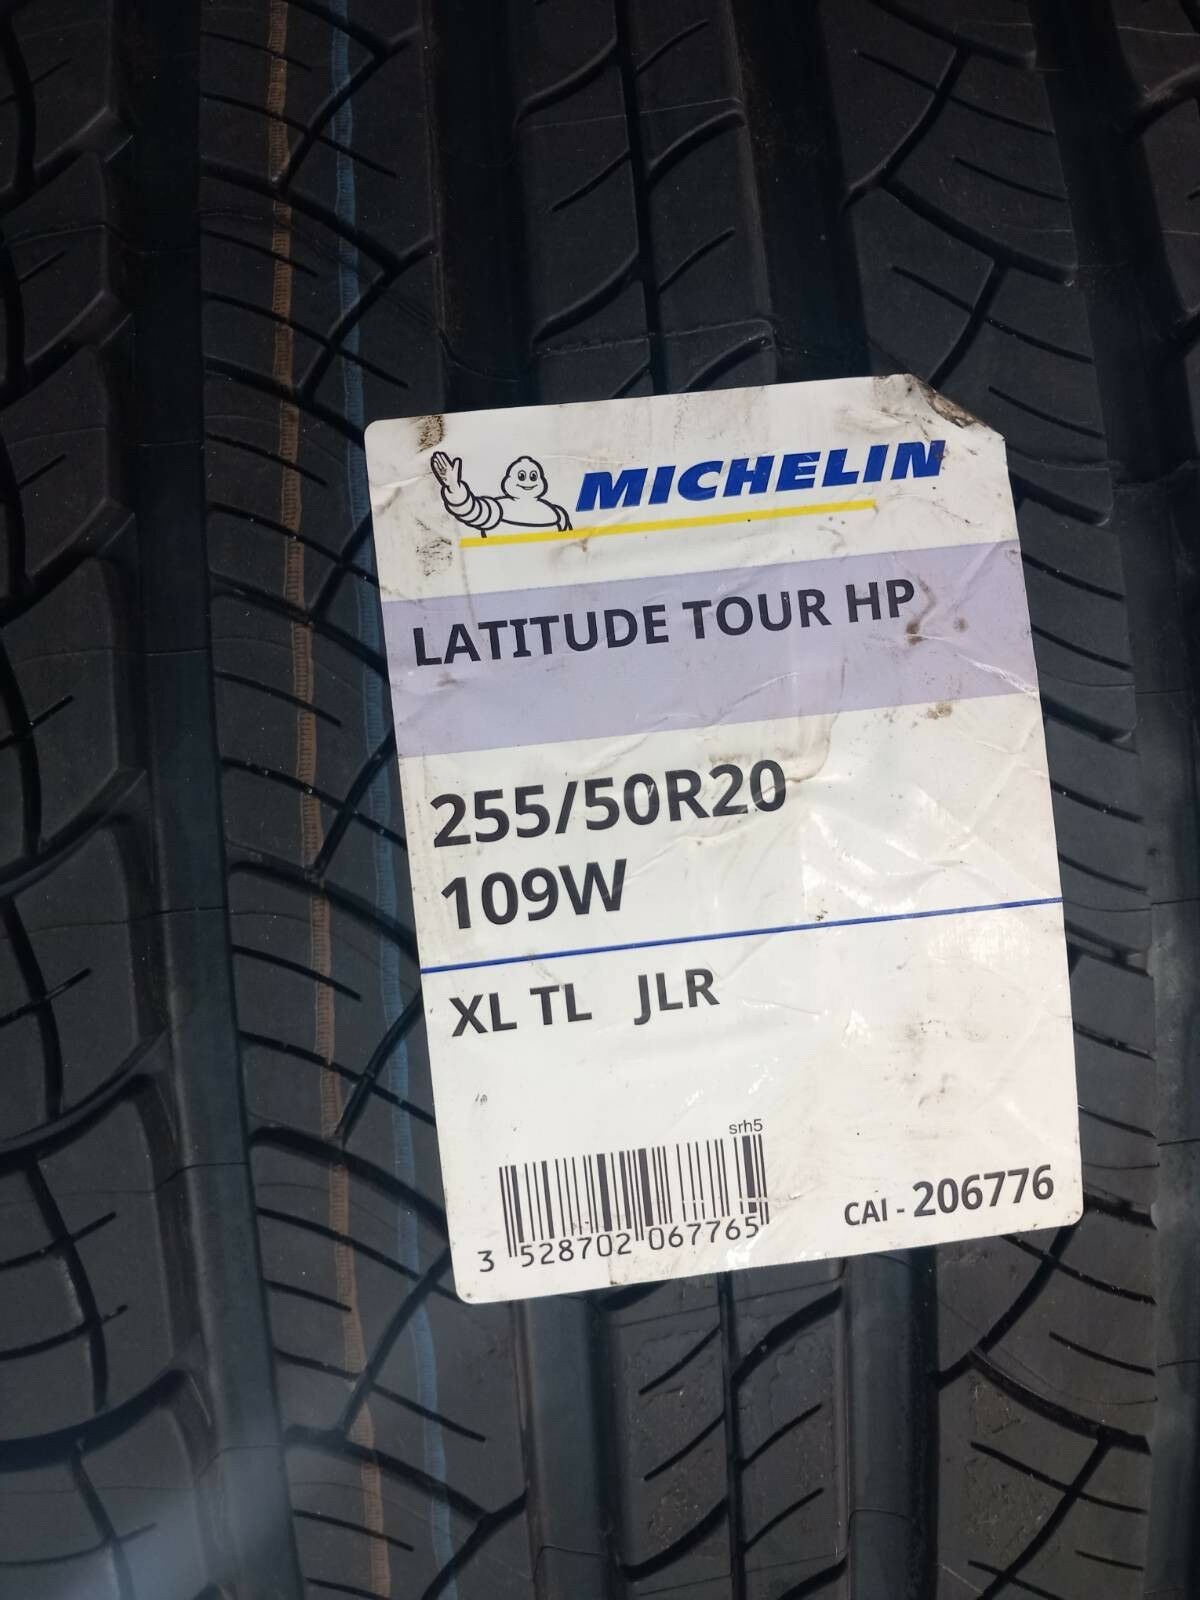 MICHELIN
LATITUDE TOUR HP
255/50R20
109W
XL TL JLR
srh5
3 528702 067765
CAI - 206776